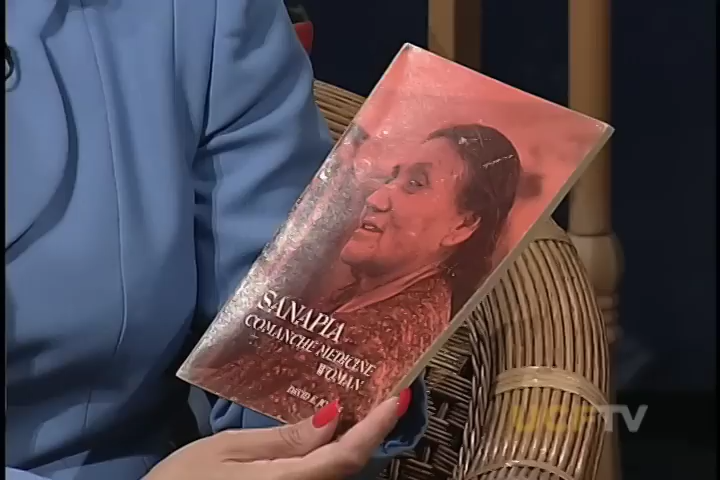 SANAPIA
COMANCHE MEDICINE
WOMAN
DAVID E.
UCFTV